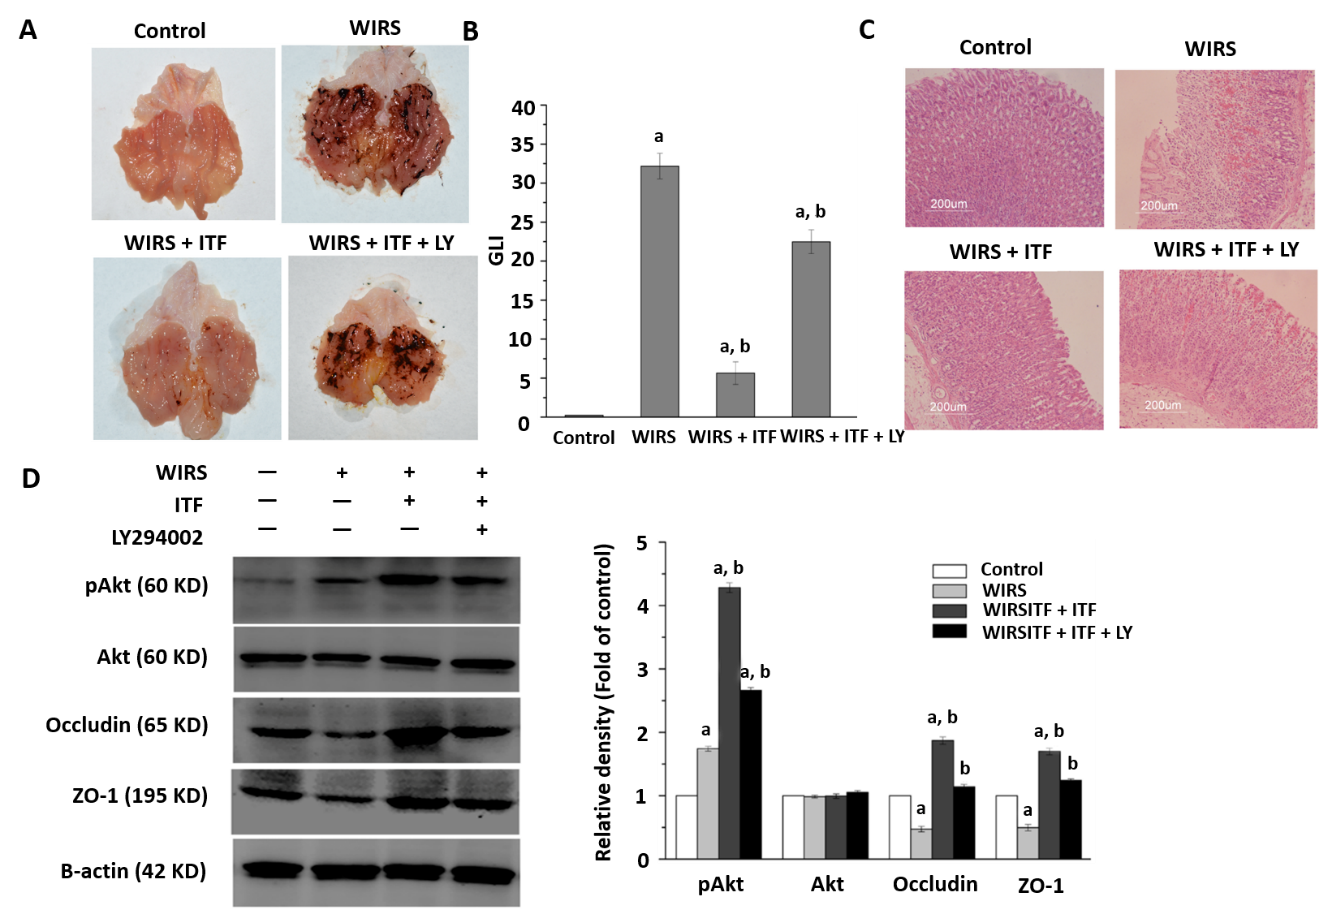 A
Control
WIRS
WIRS + ITF
WIRS + ITF + LY
B
40
35
30
25
20
15
10
5
0
GLI
a
a, b
a, b
Control
WIRS
WIRS + ITF
WIRS + ITF + LY
C
Control
WIRS
200um
200um
WIRS + ITF
WIRS + ITF + LY
200um
200um
D
WIRS — + + +
ITF — — + +
LY294002 — — — +
pAkt (60 KD)
Akt (60 KD)
Occludin (65 KD)
ZO-1 (195 KD)
B-actin (42 KD)
Relative density (Fold of control)
5
4
3
2
1
0
a
a, b
a, b
a
a, b
b
a
a, b
b
Control
WIRS
WIRSITF + ITF
WIRSITF + ITF + LY
pAkt
Akt
Occludin
ZO-1